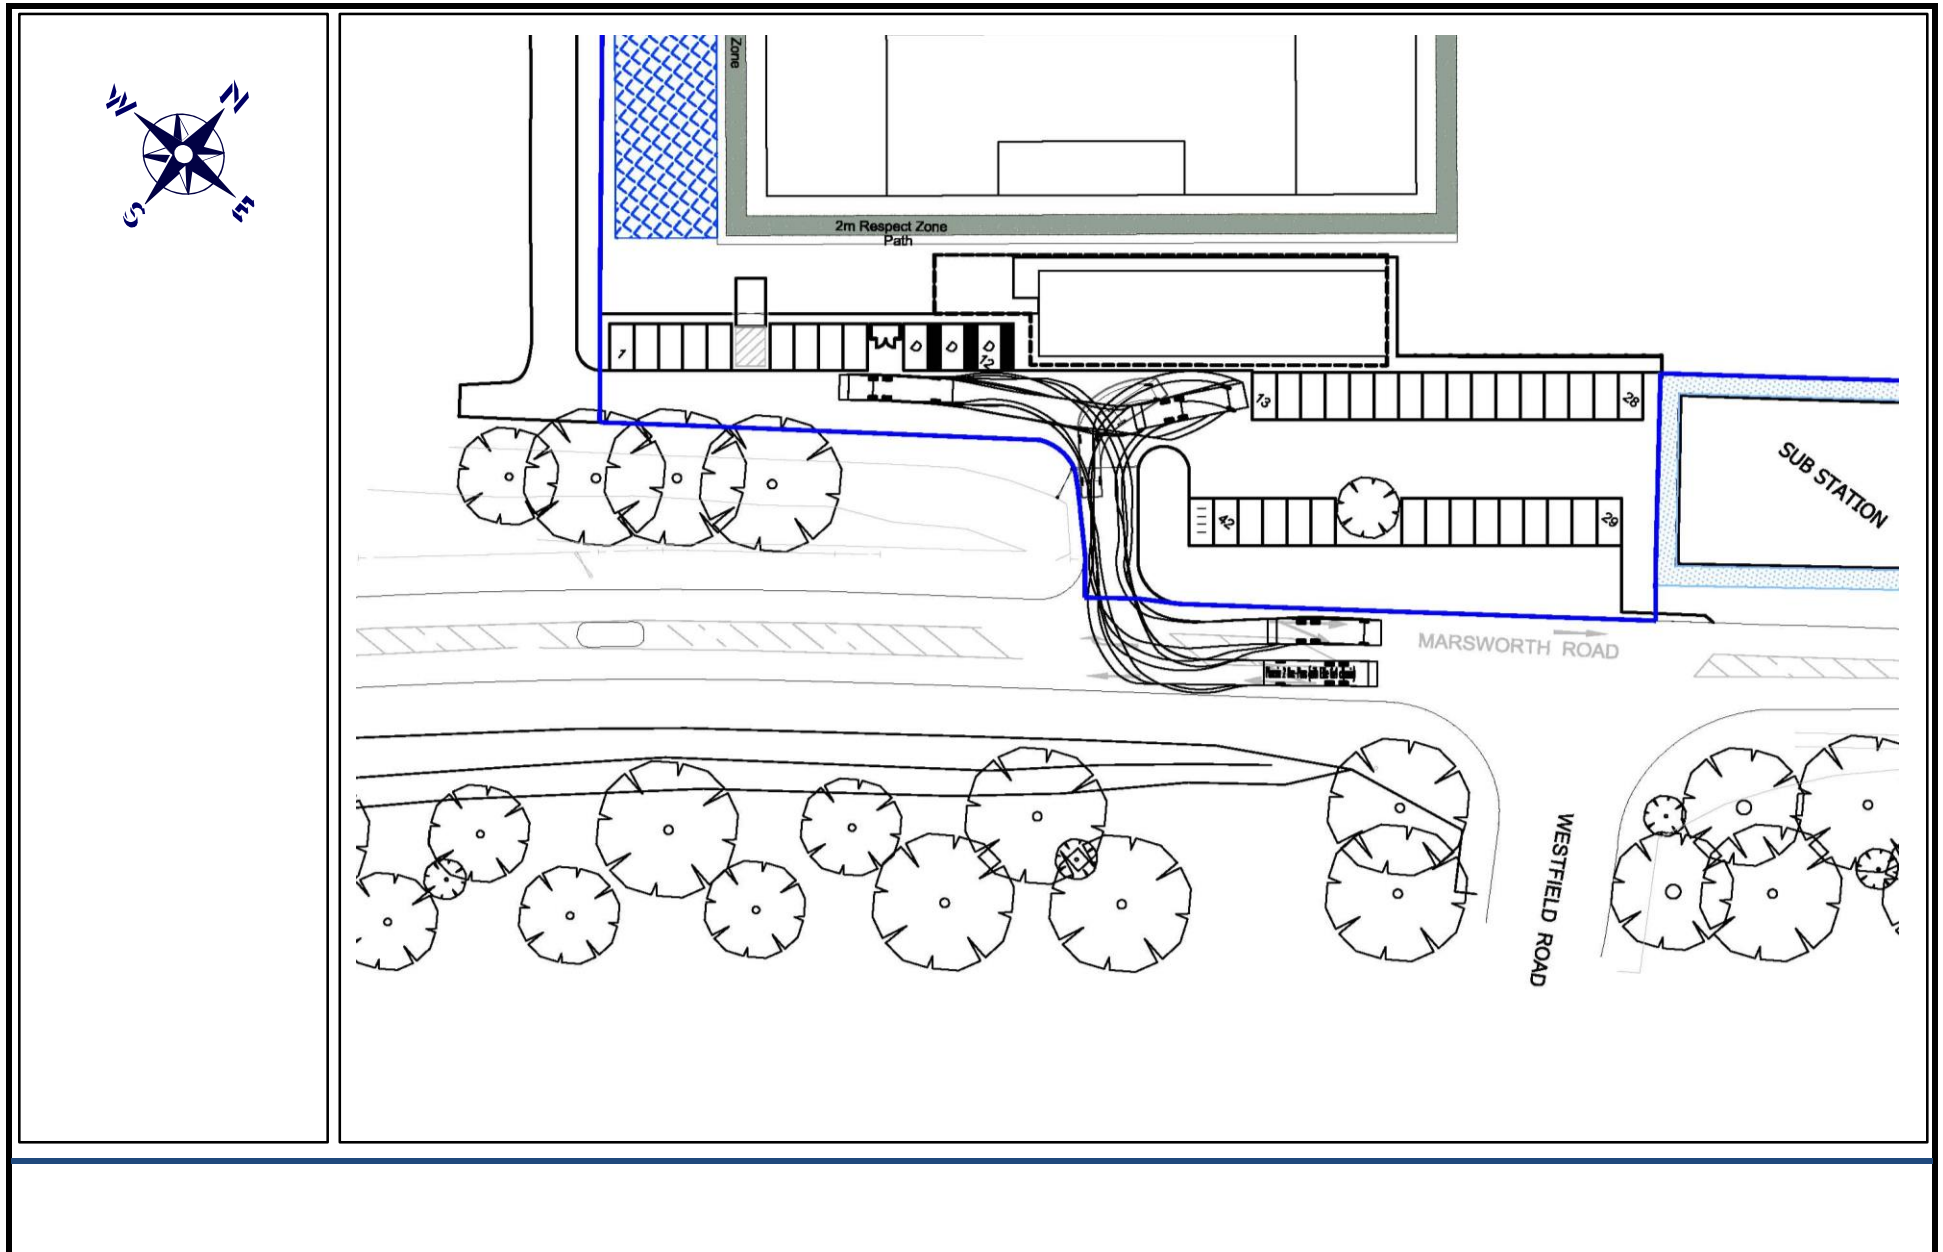 W
N
S
E
Zone
2m Respect Zone
Path
1
D
D
D
12
13
28
SUB STATION
42
29
MARSWORTH ROAD
WESTFIELD ROAD